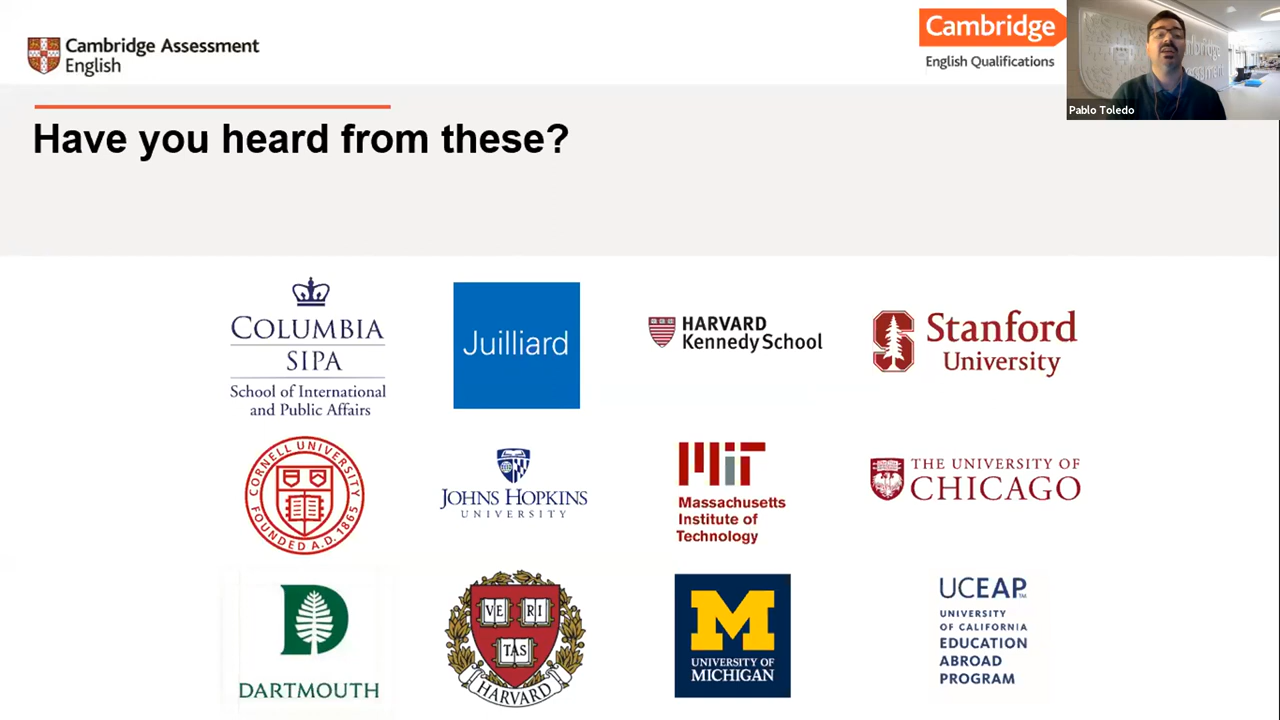 Cambridge Assessment
English
Cambridge
English Qualifications
Pablo Toledo
Have you heard from these?
COLUMBIA
SIPA
School of International
and Public Affairs
Juilliard
HARVARD
Kennedy School
Stanford
University
CORNELL UNIVERSITY
FOUNDED A.D. 1865
JOHNS HOPKINS
UNIVERSITY
MIT
Massachusetts
Institute of
Technology
THE UNIVERSITY OF
CHICAGO
D
DARTMOUTH
VE RI
TAS
HARVARD
M
UNIVERSITY OF
MICHIGAN
UCEAP™
UNIVERSITY
OF CALIFORNIA
EDUCATION
ABROAD
PROGRAM